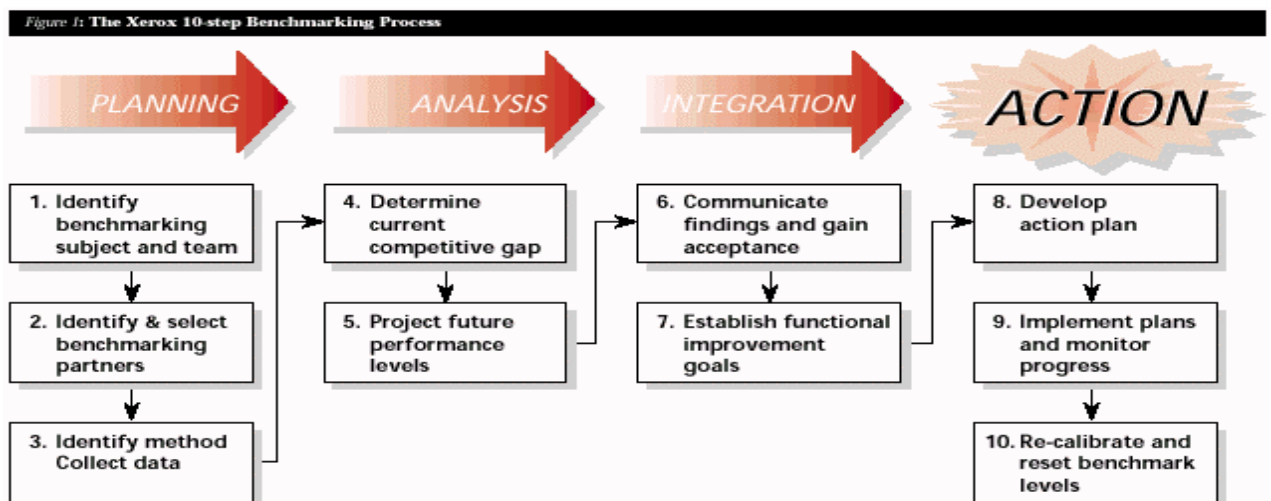 Figure 1: The Xerox 10-step Benchmarking Process
PLANNING
ANALYSIS
INTEGRATION
ACTION
1. Identify
benchmarking
subject and team
2. Identify & select
benchmarking
partners
3. Identify method
Collect data
4. Determine
current
competitive gap
5. Project future
performance
levels
6. Communicate
findings and gain
acceptance
7. Establish functional
improvement
goals
8. Develop
action plan
9. Implement plans
and monitor
progress
10. Re-calibrate and
reset benchmark
levels